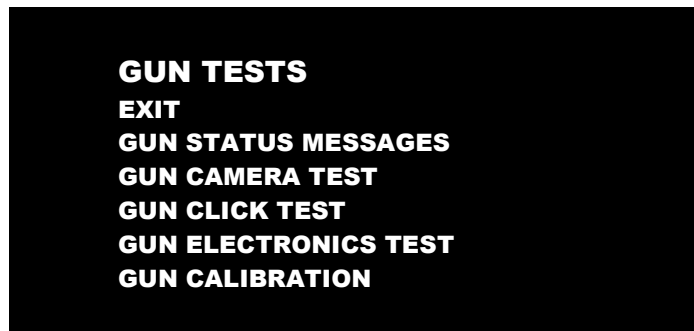 GUN TESTS
EXIT
GUN STATUS MESSAGES
GUN CAMERA TEST
GUN CLICK TEST
GUN ELECTRONICS TEST
GUN CALIBRATION